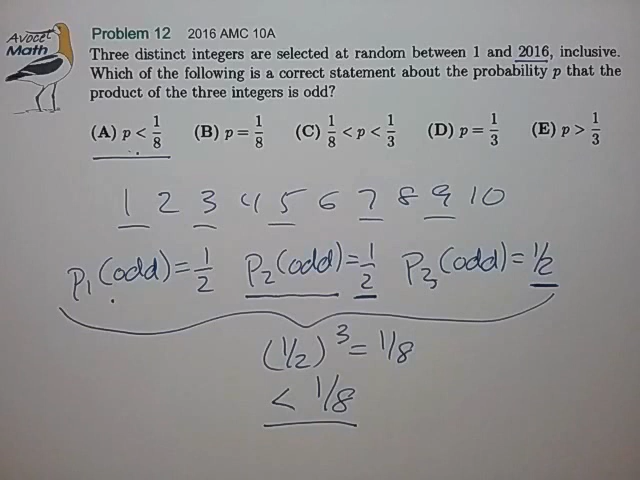 Avocet
Math
Problem 12 2016 AMC 10A
Three distinct integers are selected at random between 1 and 2016, inclusive.
Which of the following is a correct statement about the probability p that the
product of the three integers is odd?
(A) p < 1/8 (B) p = 1/8 (C) 1/8 < p < 1/3 (D) p = 1/3 (E) p > 1/3
1 2 3 4 5 6 7 8 9 10
P₁(odd) = 1/2 P₂(odd) = 1/2 P₃(odd) = 1/2
(1/2)³ = 1/8
< 1/8